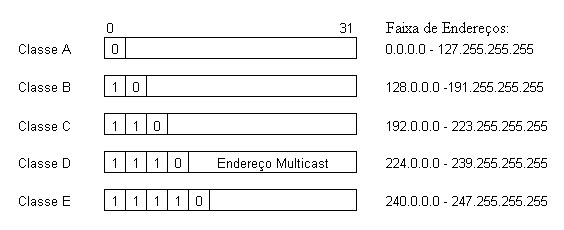 0 31 Faixa de Endereços:
Classe A 0 0.0.0.0 - 127.255.255.255
Classe B 1 0 128.0.0.0 -191.255.255.255
Classe C 1 1 0 192.0.0.0 - 223.255.255.255
Classe D 1 1 1 0 Endereço Multicast 224.0.0.0 - 239.255.255.255
Classe E 1 1 1 1 0 240.0.0.0 - 247.255.255.255